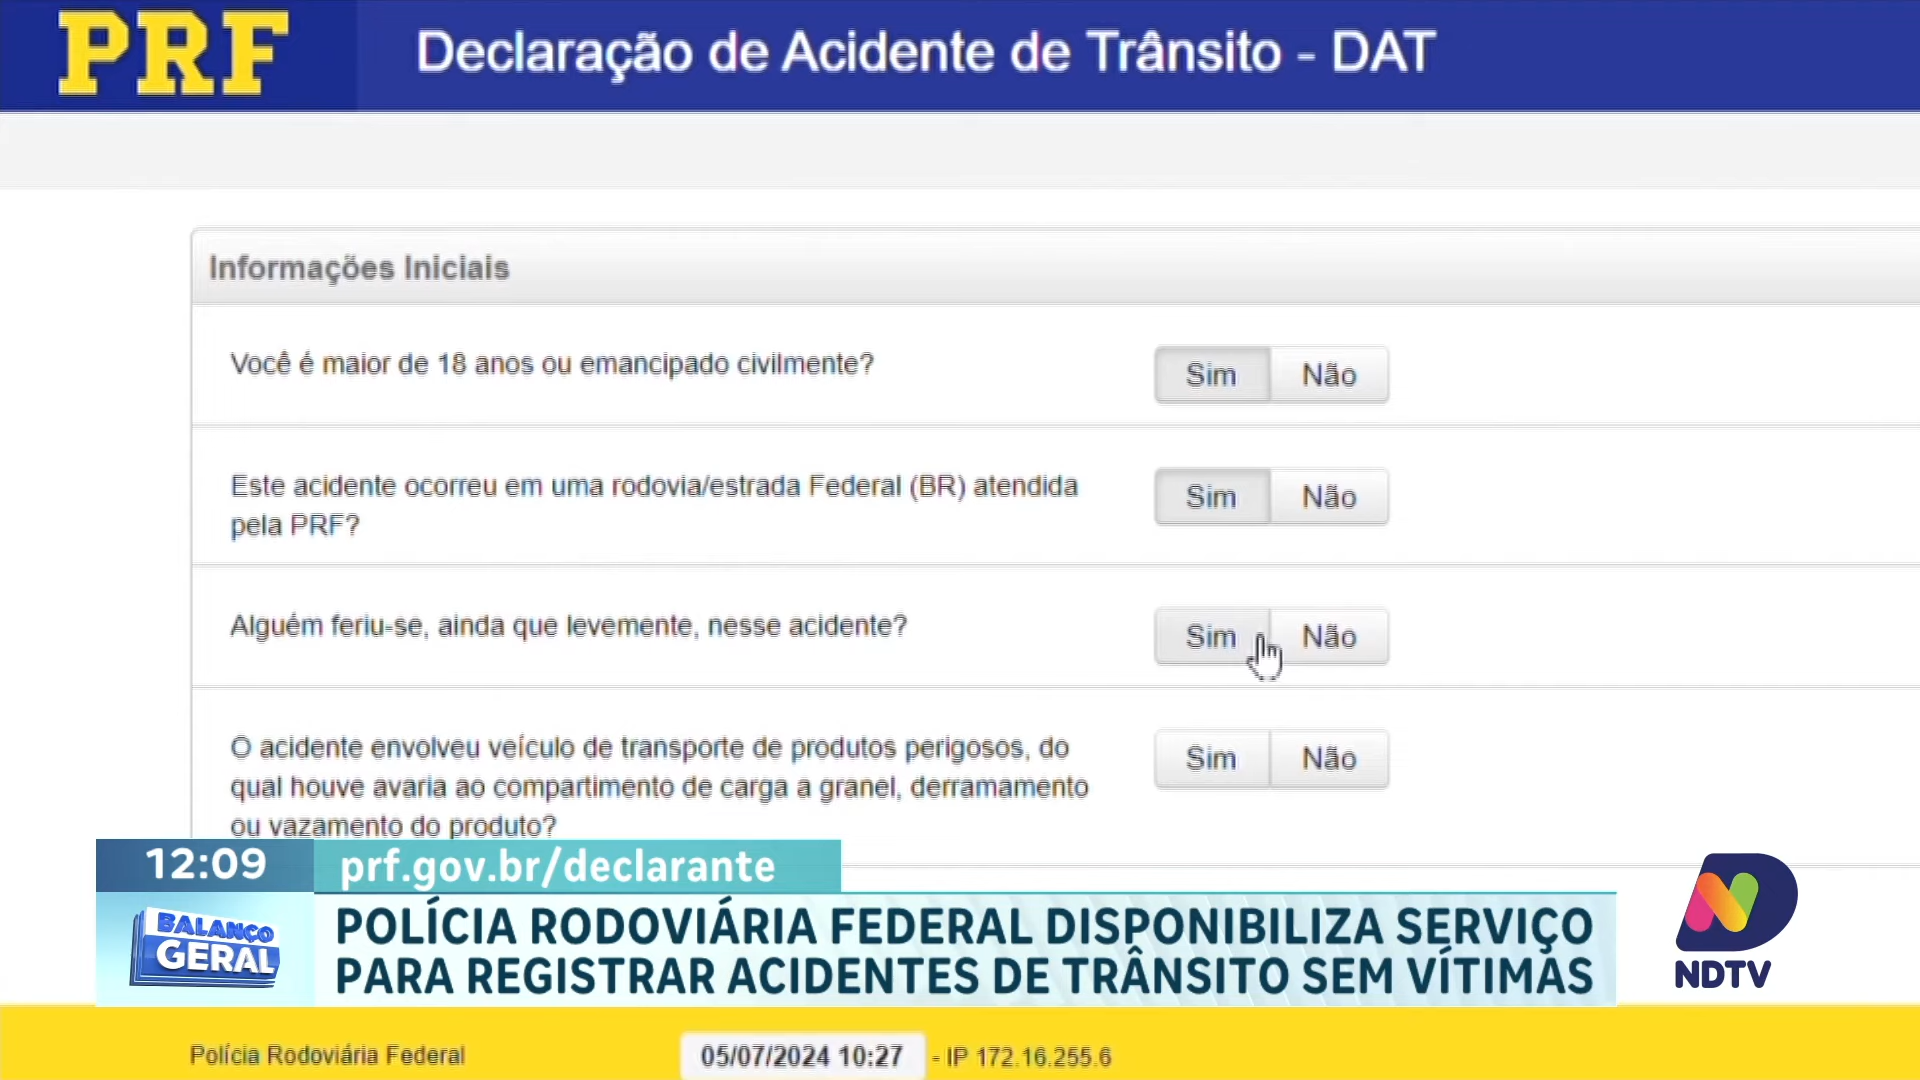 PRF
Declaração de Acidente de Trânsito - DAT
Informações Iniciais
Você é maior de 18 anos ou emancipado civilmente?
Sim Não
Este acidente ocorreu em uma rodovia/estrada Federal (BR) atendida
pela PRF?
Sim Não
Alguém feriu-se, ainda que levemente, nesse acidente?
Sim Não
O acidente envolveu veículo de transporte de produtos perigosos, do
qual houve avaria ao compartimento de carga a granel, derramamento
ou vazamento do produto?
Sim Não
12:09
prf.gov.br/declarante
BALANÇO
GERAL
POLÍCIA RODOVIÁRIA FEDERAL DISPONIBILIZA SERVIÇO
PARA REGISTRAR ACIDENTES DE TRÂNSITO SEM VÍTIMAS
NDTV
Polícia Rodoviária Federal
05/07/2024 10:27 - IP 172.16.255.6